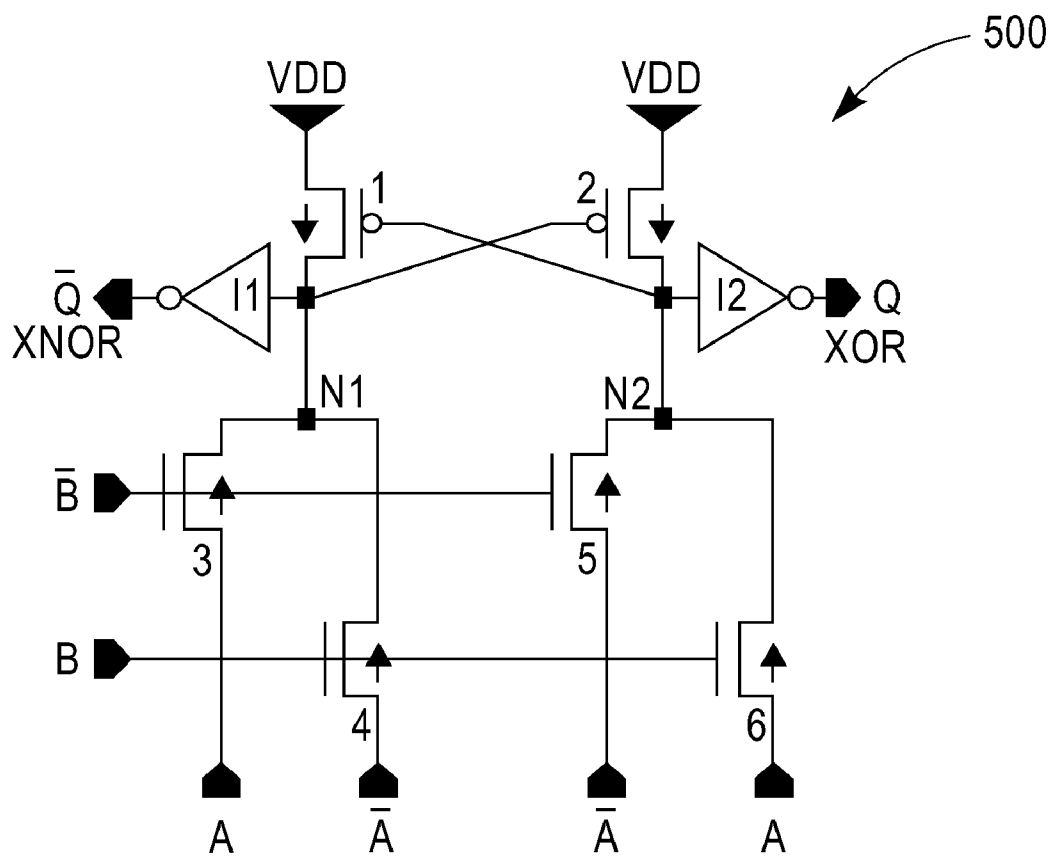 500
VDD VDD
1 2
Q̅ I1 I2 Q
XNOR XOR
N1 N2
B̅
3 5
B
4 6
A A̅ A̅ A